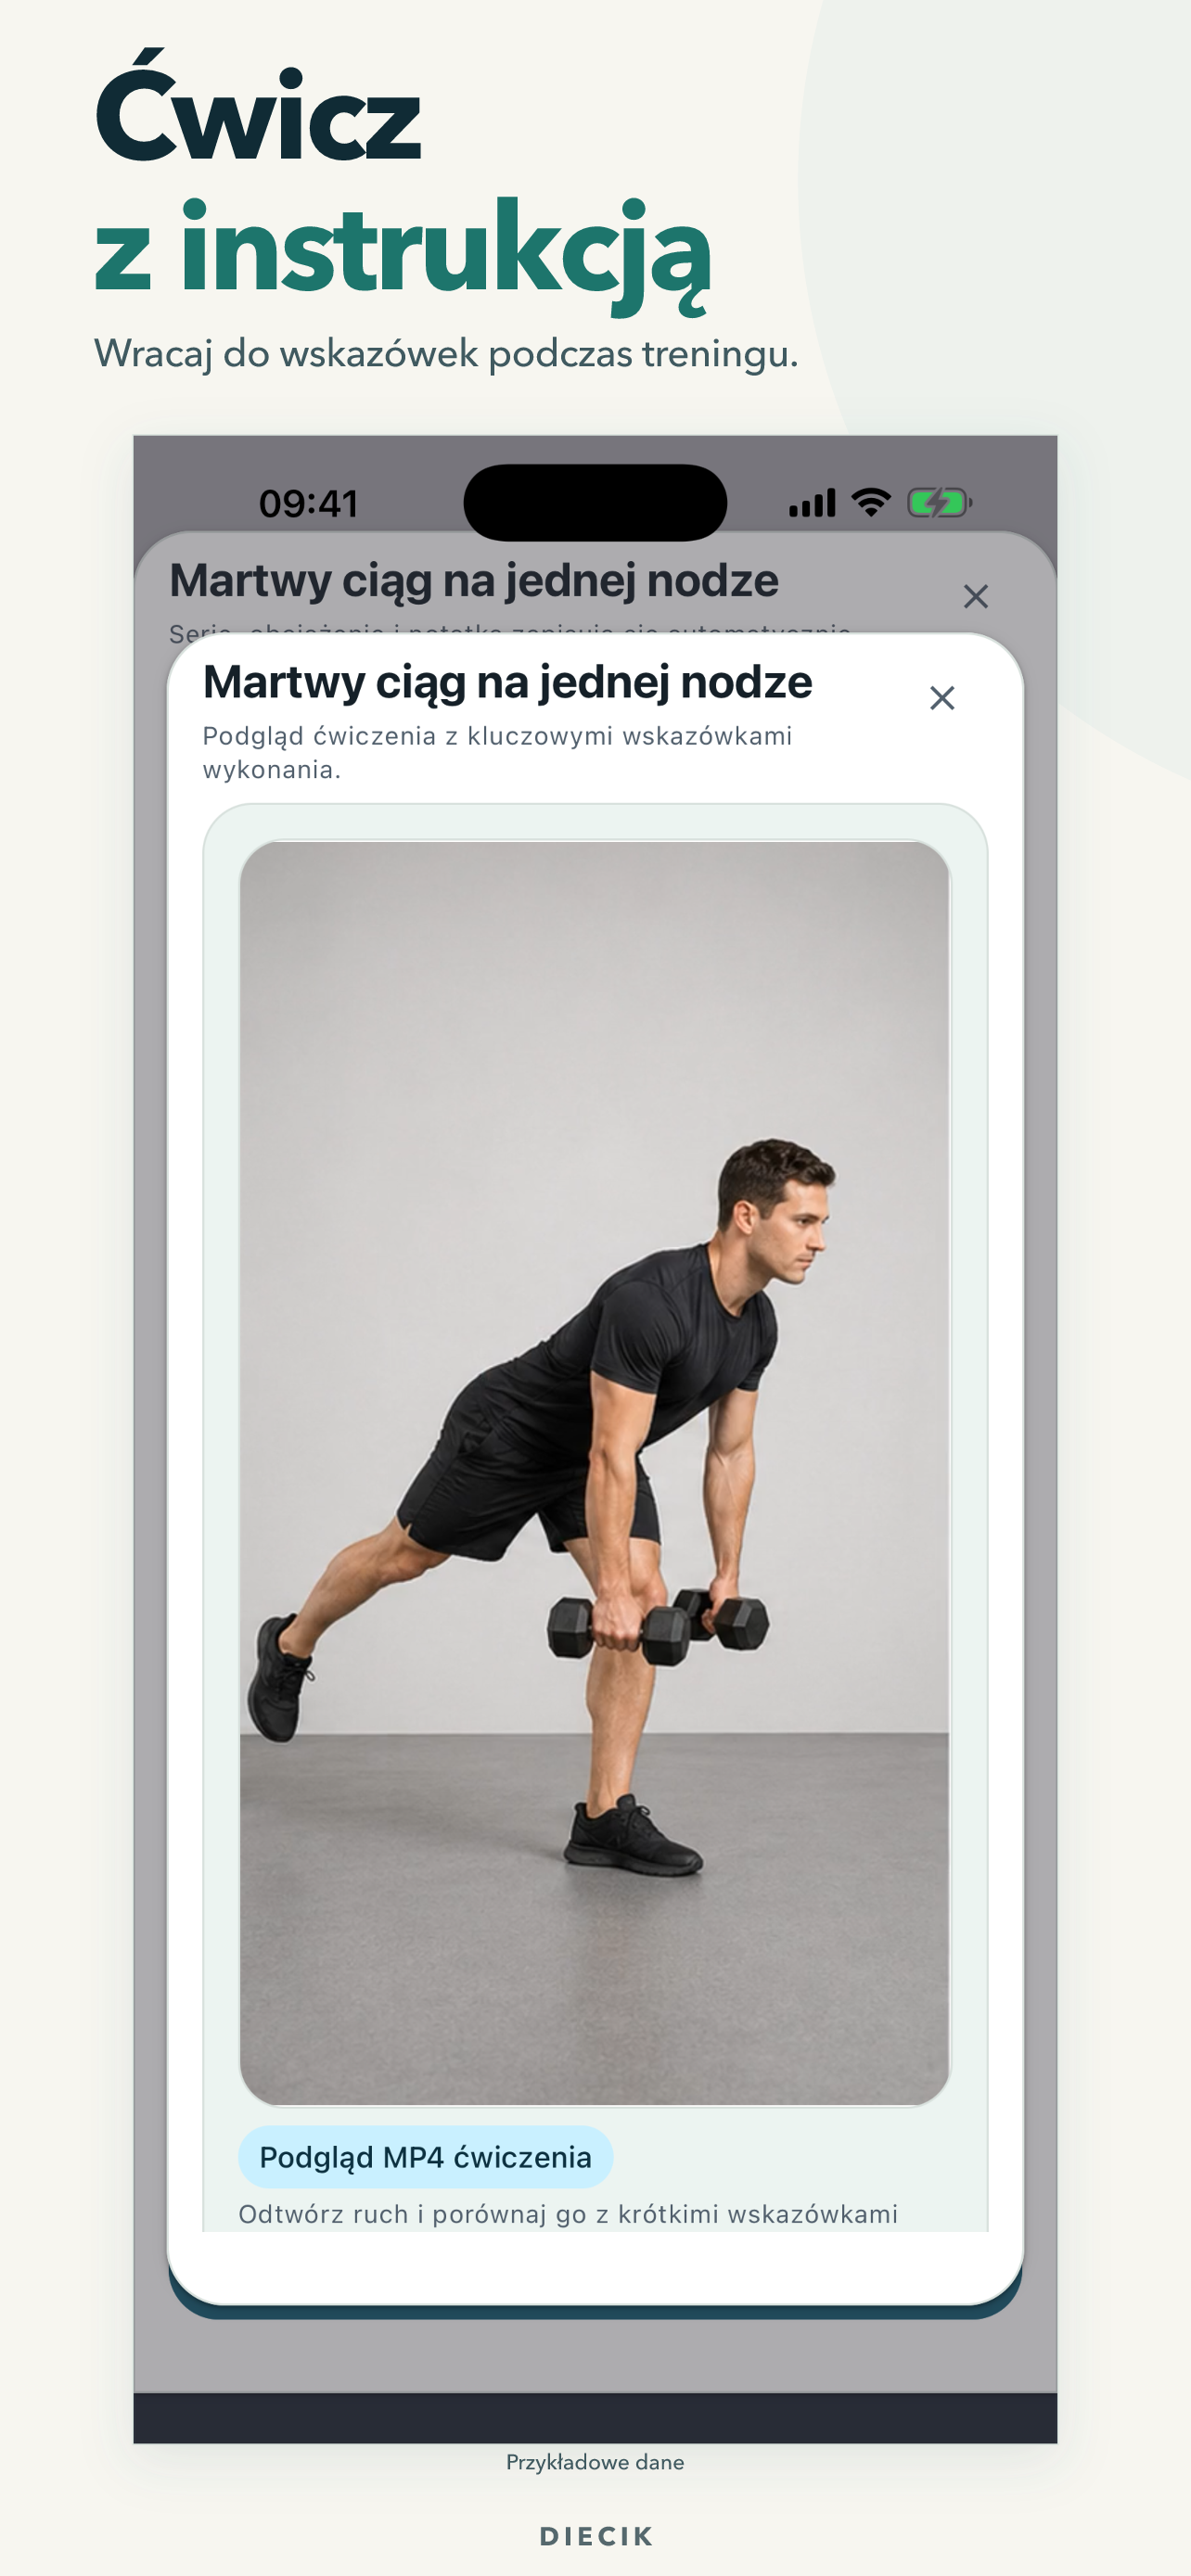 Ćwicz
z instrukcją
Wracaj do wskazówek podczas treningu.
09:41
Martwy ciąg na jednej nodze
Martwy ciąg na jednej nodze
Podgląd ćwiczenia z kluczowymi wskazówkami
wykonania.
Podgląd MP4 ćwiczenia
Odtwórz ruch i porównaj go z krótkimi wskazówkami
Przykładowe dane
DIECIK